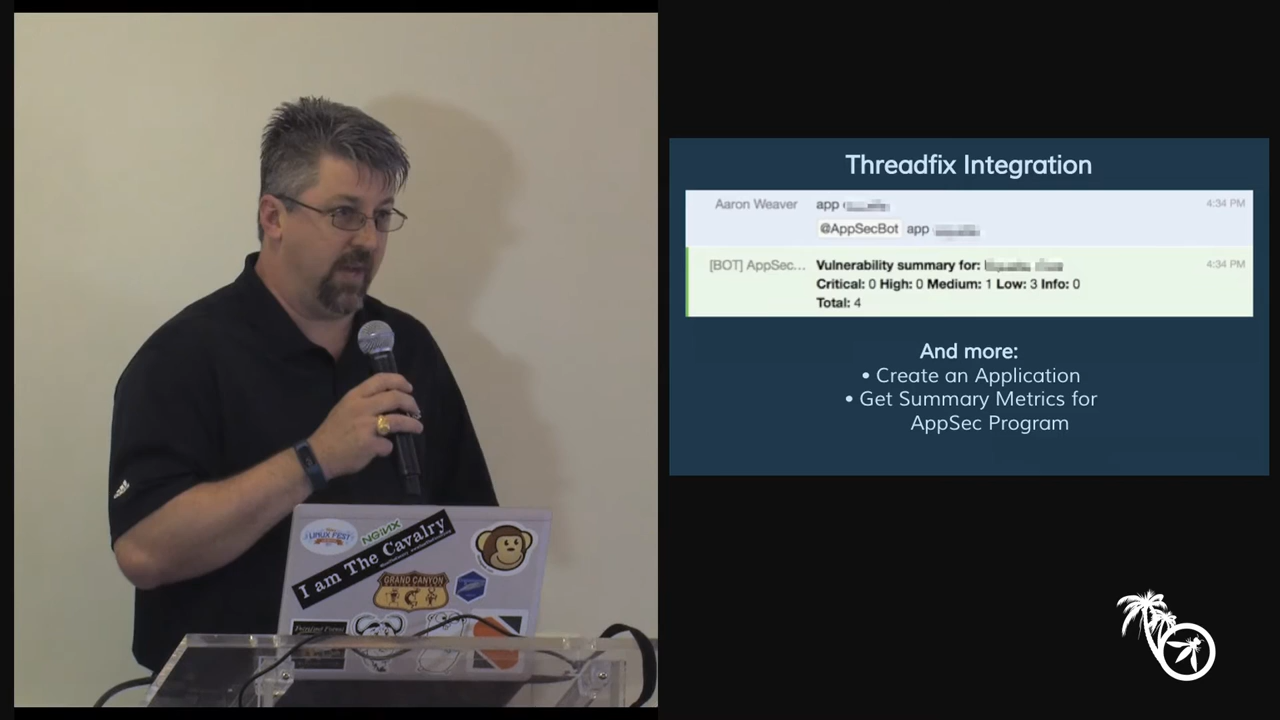 Threadfix Integration
Aaron Weaver app 4:34 PM
@AppSecBot app
[BOT] AppSec... Vulnerability summary for: 4:34 PM
Critical: 0 High: 0 Medium: 1 Low: 3 Info: 0
Total: 4
And more:
• Create an Application
• Get Summary Metrics for
AppSec Program
LINUX FEST
NGINX
I am The Cavalry
GRAND CANYON